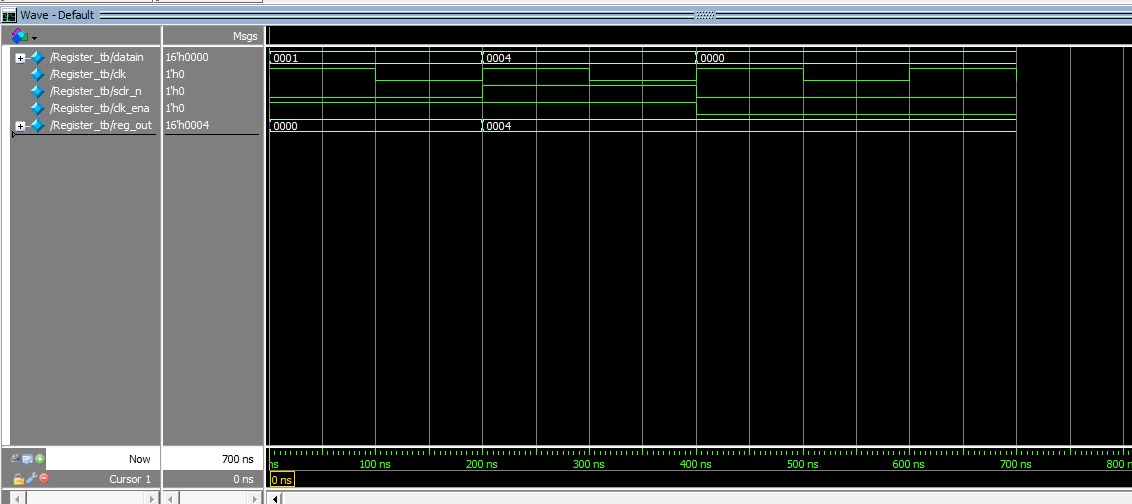 Wave - Default
Msgs
/Register_tb/datain 16'h0000 0001 0004 0000
/Register_tb/clk 1'h0
/Register_tb/sclr_n 1'h0
/Register_tb/clk_ena 1'h0
/Register_tb/reg_out 16'h0004 0000 0004
Now 700 ns ns 100 ns 200 ns 300 ns 400 ns 500 ns 600 ns 700 ns 800 n
Cursor 1 0 ns 0 ns